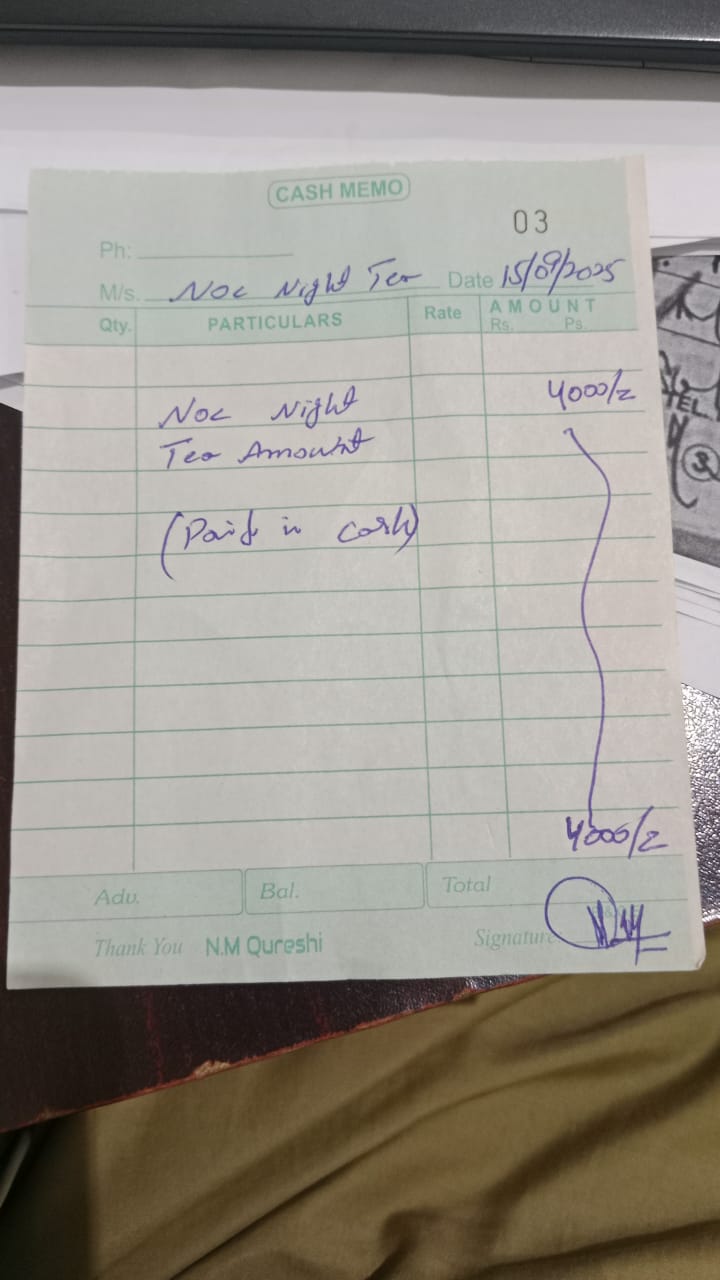 CASH MEMO
03
Ph:
M/s. Noc Night Tea Date 15/09/2025
Qty. PARTICULARS Rate AMOUNT
Rs. Ps.
Noc Night 4000/=
Tea Amount
(Paid in cash)
4000/=
Adv. Bal. Total
Thank You N.M Qureshi Signature
TEL.